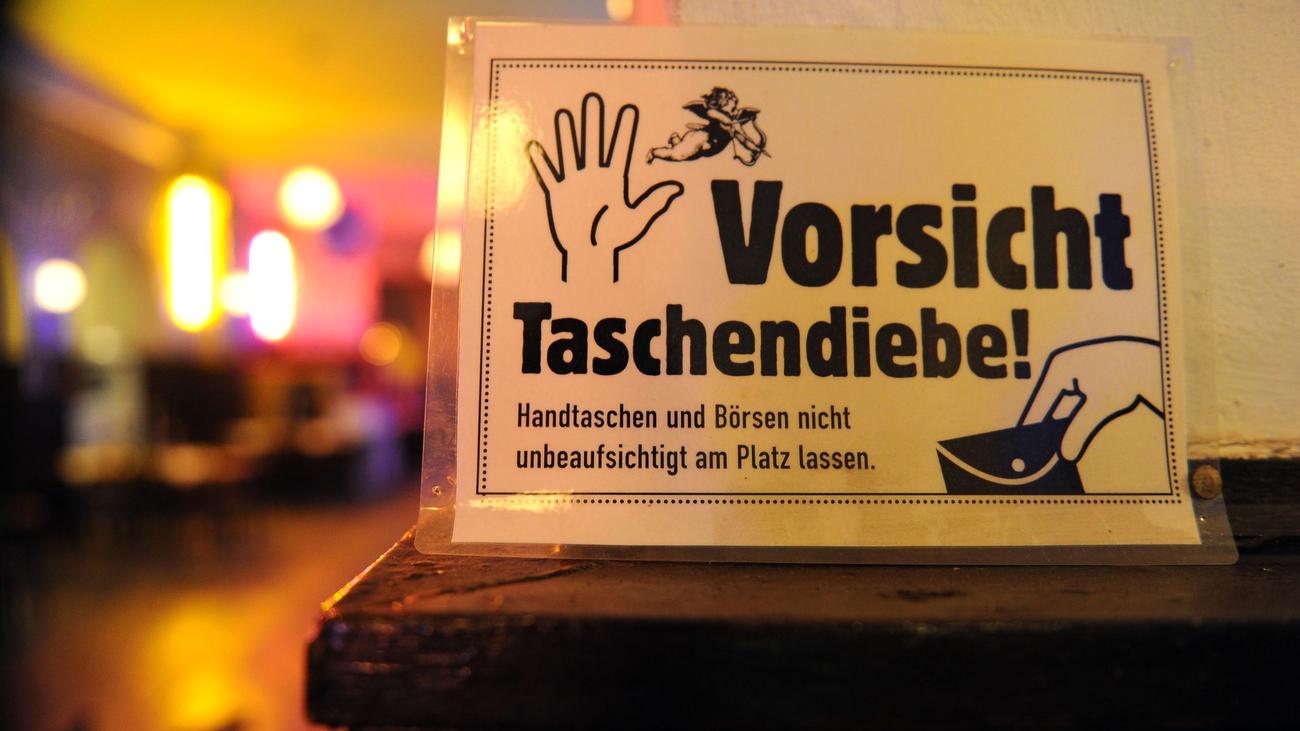 Vorsicht
Taschendiebe!
Handtaschen und Börsen nicht
unbeaufsichtigt am Platz lassen.